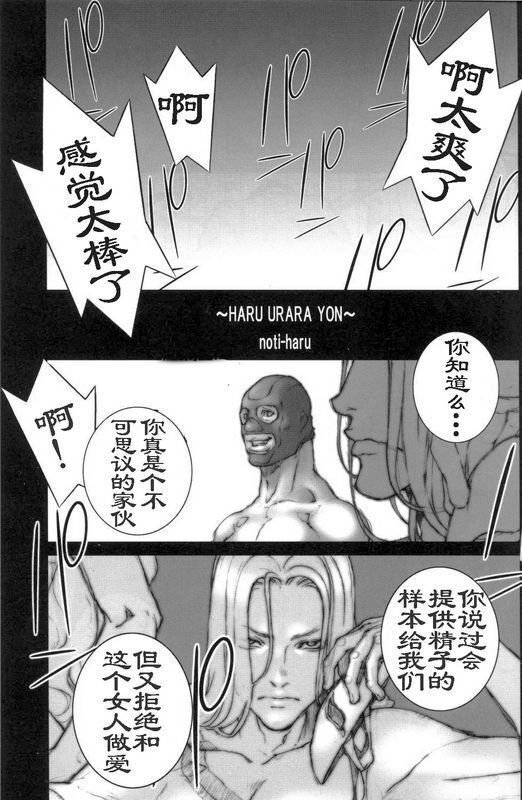 啊太爽了
啊
感觉太棒了
～HARU URARA YON～
noti-haru
你知道么…
你真是个不
可思议的家伙
啊！
你说过会
提供精子的
样本给我们
但又拒绝和
这个女人做爱